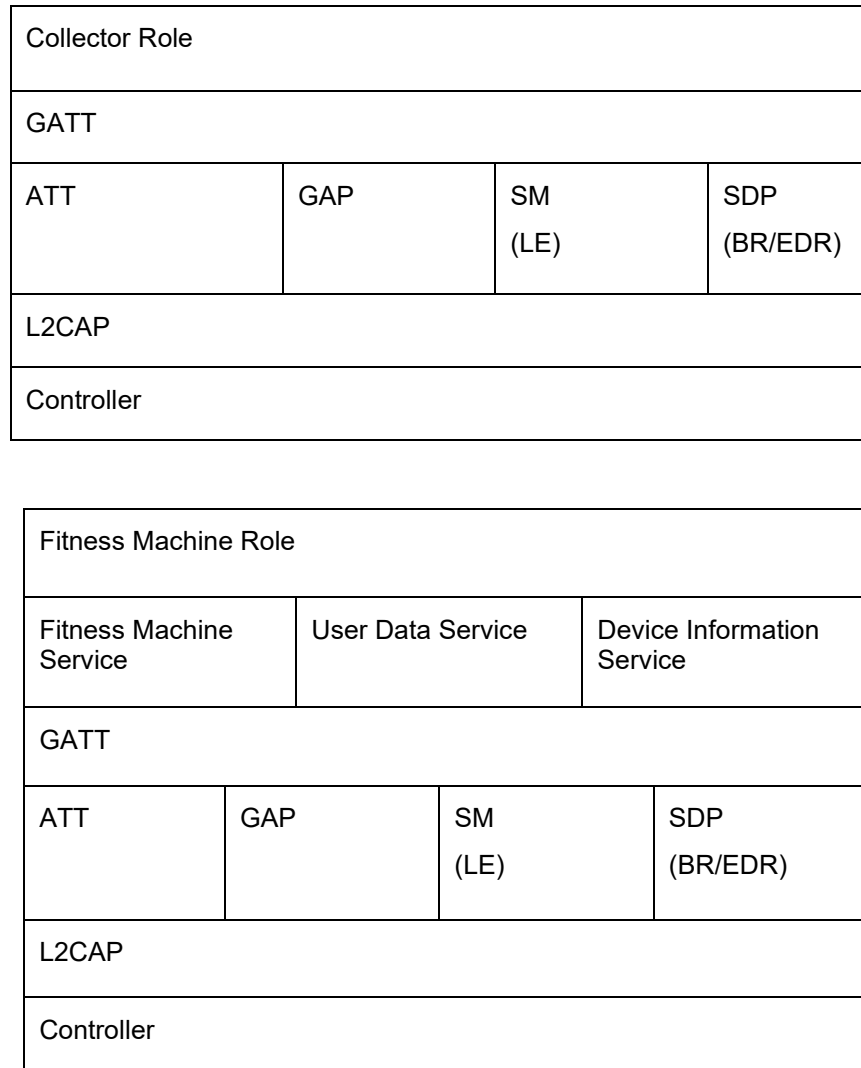 Collector Role
GATT
ATT
GAP
SM
(LE)
SDP
(BR/EDR)
L2CAP
Controller
Fitness Machine Role
Fitness Machine
Service
User Data Service
Device Information
Service
GATT
ATT
GAP
SM
(LE)
SDP
(BR/EDR)
L2CAP
Controller